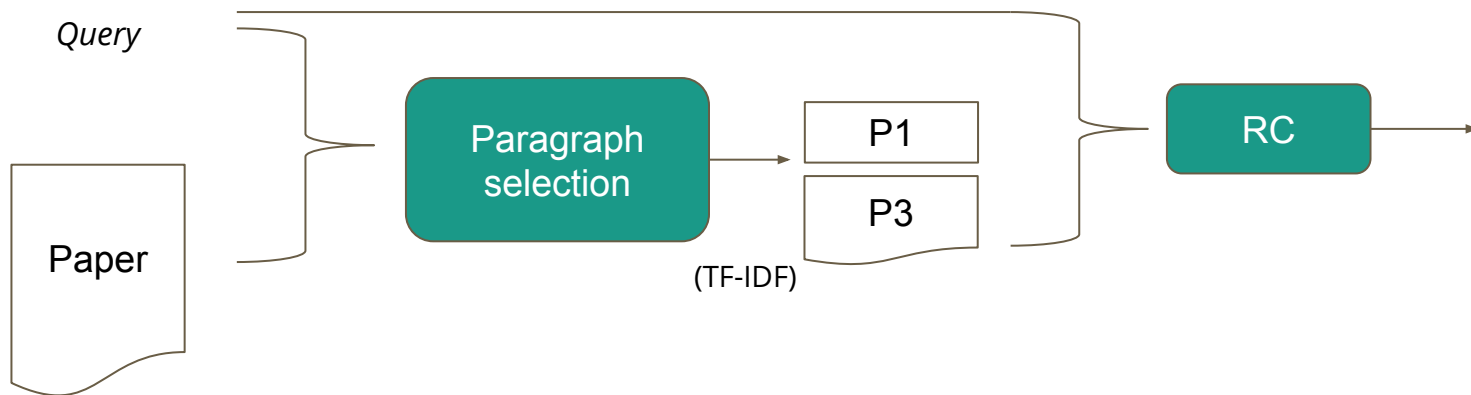 Query
Paper
Paragraph
selection
(TF-IDF)
P1
P3
RC